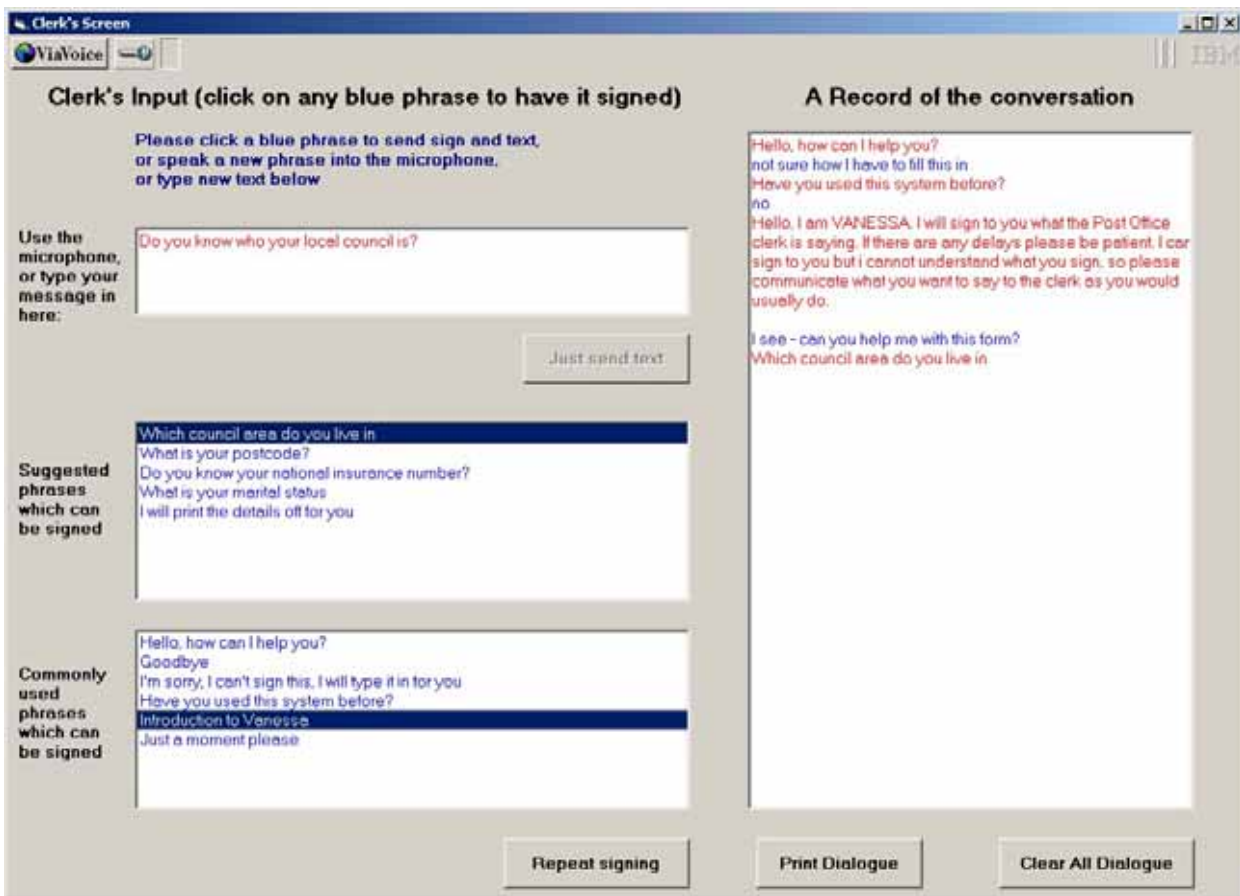 Clerk's Screen
ViaVoice
IBM
Clerk's Input (click on any blue phrase to have it signed)
Please click a blue phrase to send sign and text,
or speak a new phrase into the microphone,
or type new text below
Use the
microphone,
or type your
message in
here:
Do you know who your local council is?
Just send text
Suggested
phrases
which can
be signed
Which council area do you live in
What is your postcode?
Do you know your national insurance number?
What is your marital status
I will print the details off for you
Commonly
used
phrases
which can
be signed
Hello, how can I help you?
Goodbye
I'm sorry, I can't sign this, I will type it in for you
Have you used this system before?
Introduction to Vanessa
Just a moment please
Repeat signing
A Record of the conversation
Hello, how can I help you?
not sure how I have to fill this in
Have you used this system before?
no
Hello, I am VANESSA. I will sign to you what the Post Office
clerk is saying. If there are any delays please be patient. I can
sign to you but i cannot understand what you sign, so please
communicate what you want to say to the clerk as you would
usually do.
I see - can you help me with this form?
Which council area do you live in
Print Dialogue
Clear All Dialogue